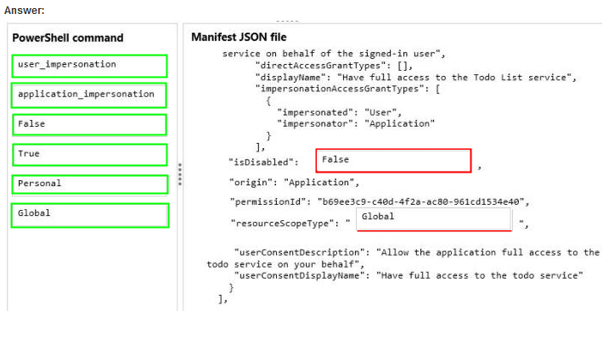 Answer:
PowerShell command
user_impersonation
application_impersonation
False
True
Personal
Global
Manifest JSON file
service on behalf of the signed-in user",
"directAccessGrantTypes": [],
"displayName": "Have full access to the Todo List service",
"impersonationAccessGrantTypes": [
{
"impersonated": "User",
"impersonator": "Application"
}
],
"isDisabled": False ,
"origin": "Application",
"permissionId": "b69ee3c9-c40d-4f2a-ac80-961cd1534e40",
"resourceScopeType": " Global ",
"userConsentDescription": "Allow the application full access to the
todo service on your behalf",
"userConsentDisplayName": "Have full access to the todo service"
}
],